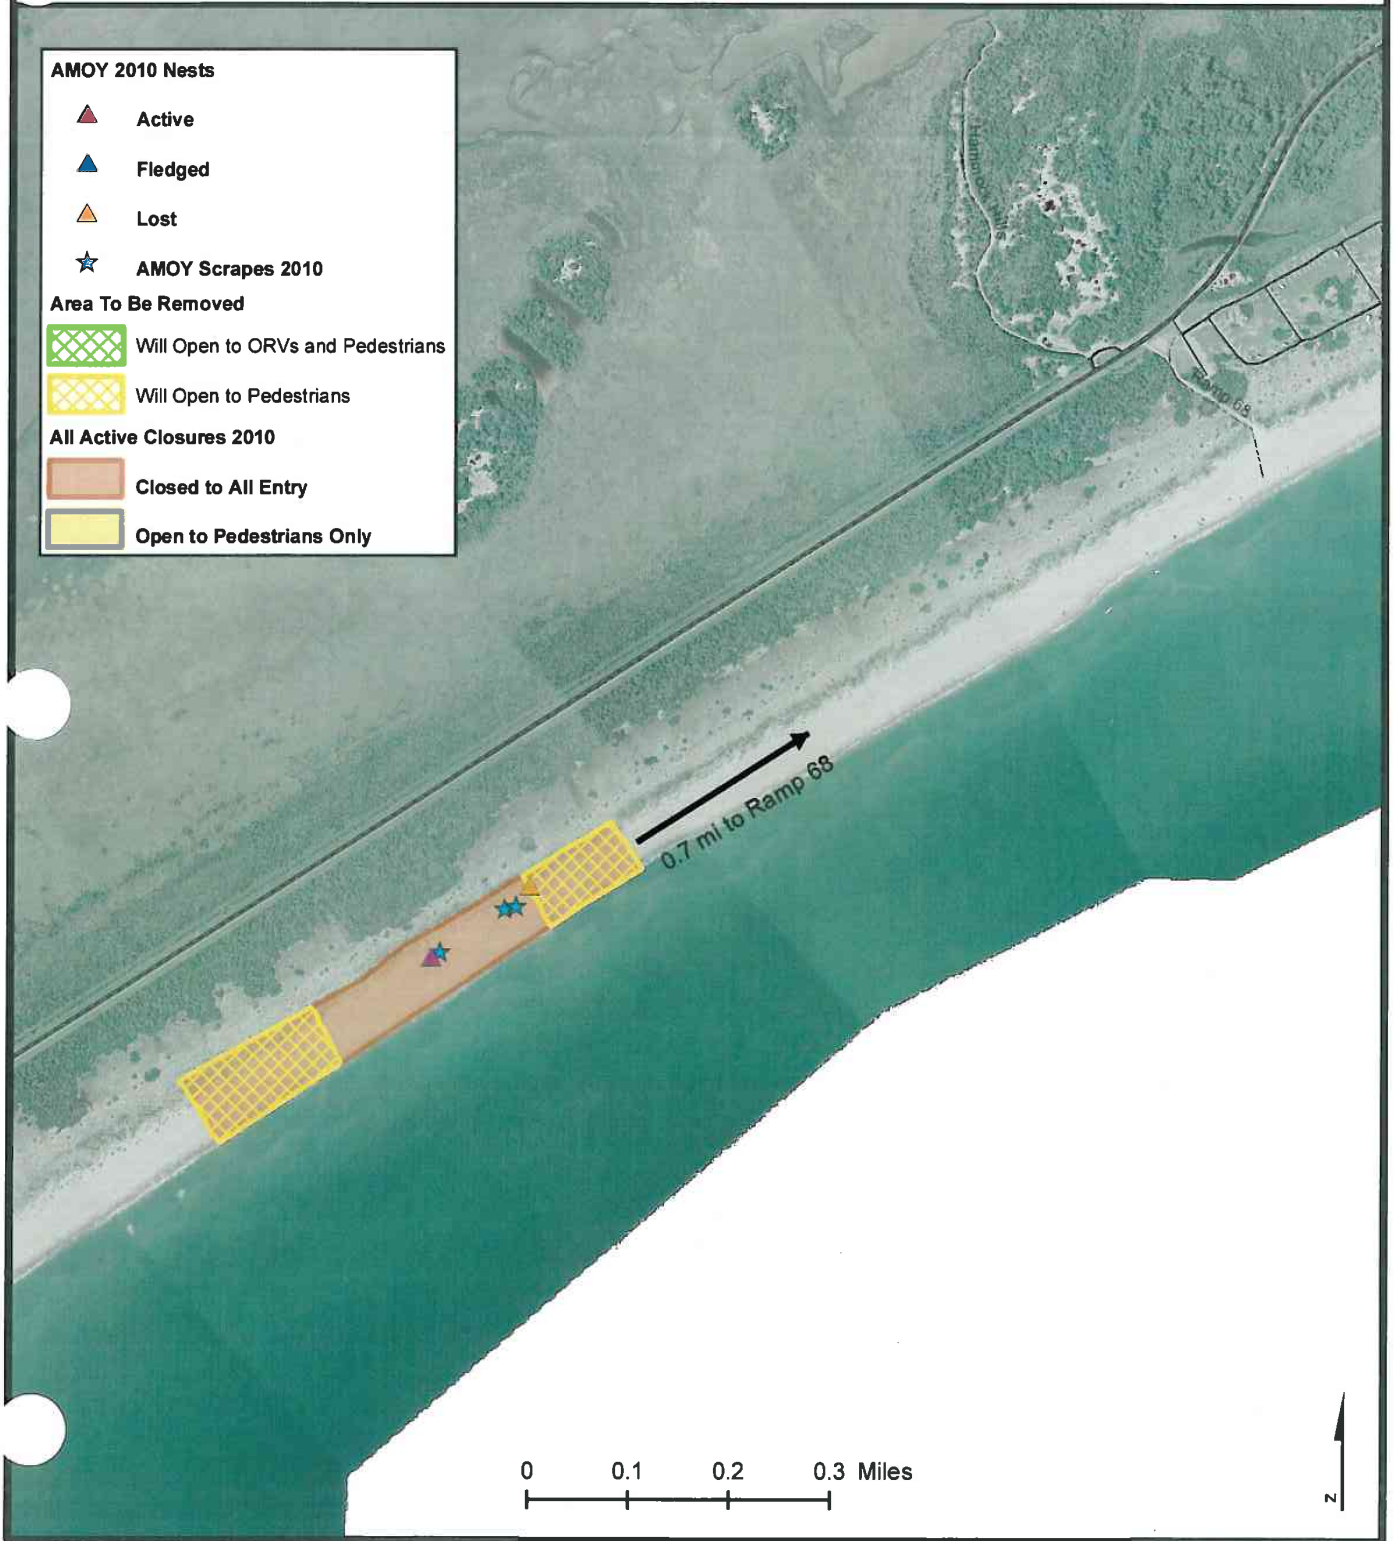 AMOY 2010 Nests
Active
Fledged
Lost
AMOY Scrapes 2010
Area To Be Removed
Will Open to ORVs and Pedestrians
Will Open to Pedestrians
All Active Closures 2010
Closed to All Entry
Open to Pedestrians Only
Ramp 68
0.7 mi to Ramp 68
0 0.1 0.2 0.3 Miles
N